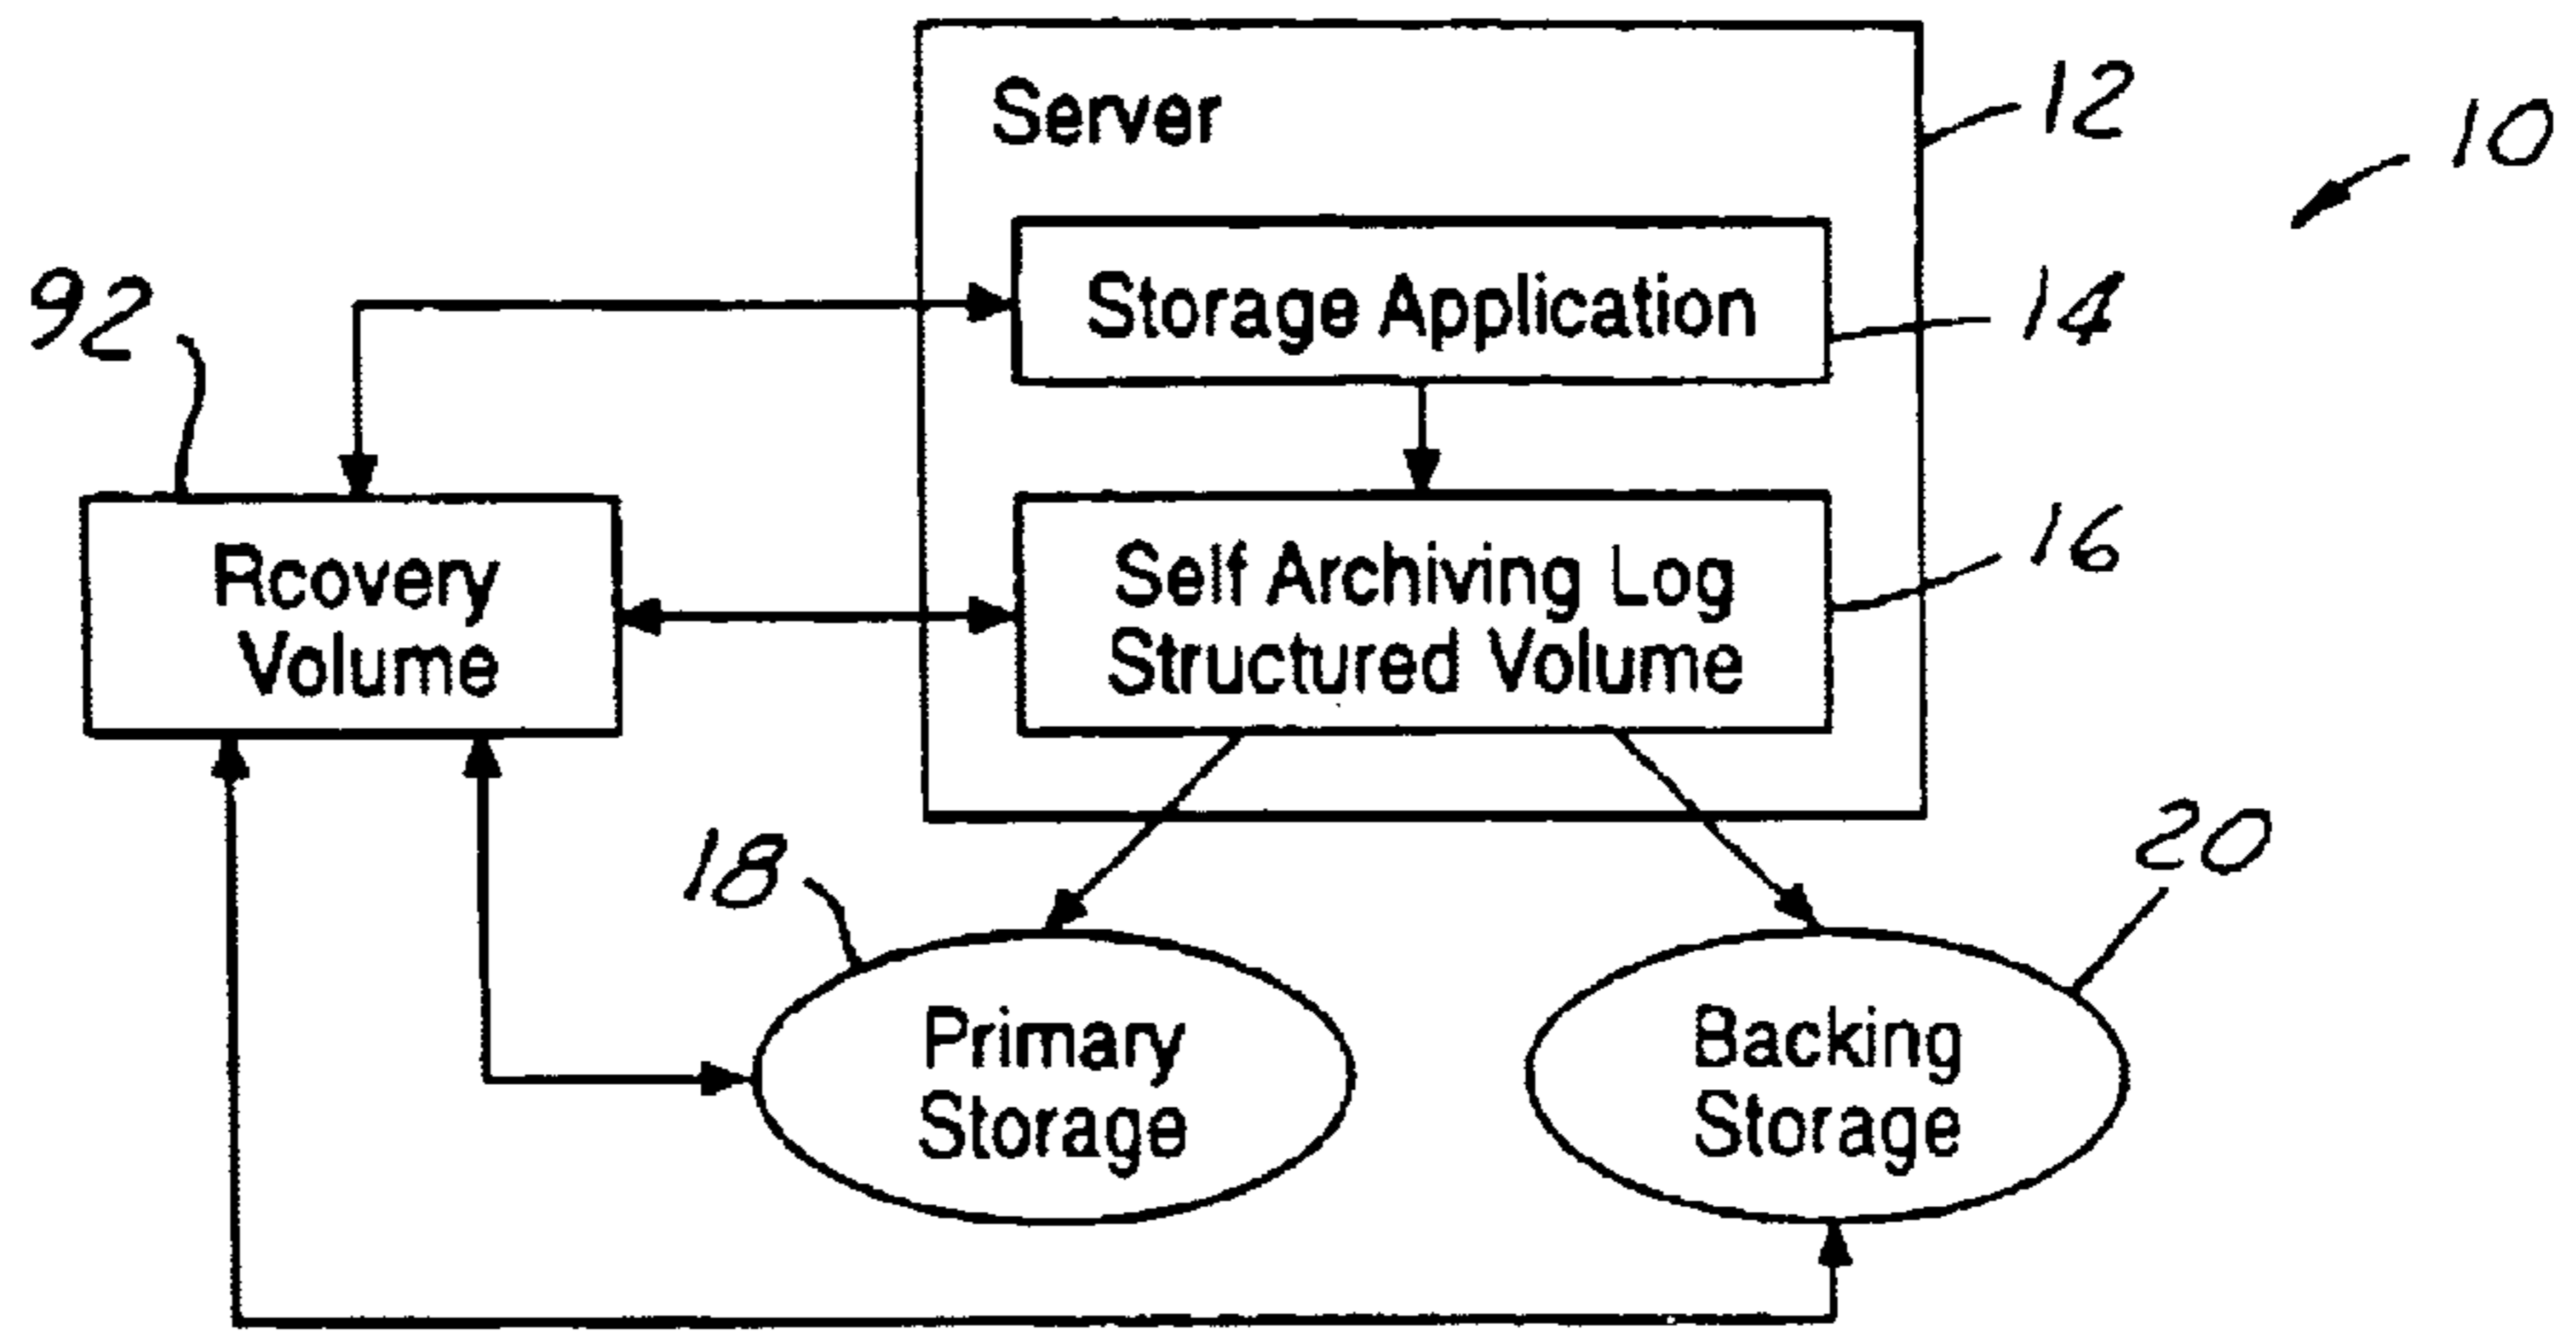 Server
12
10
Storage Application
14
92
Rcovery
Volume
Self Archiving Log
Structured Volume
16
18
20
Primary
Storage
Backing
Storage